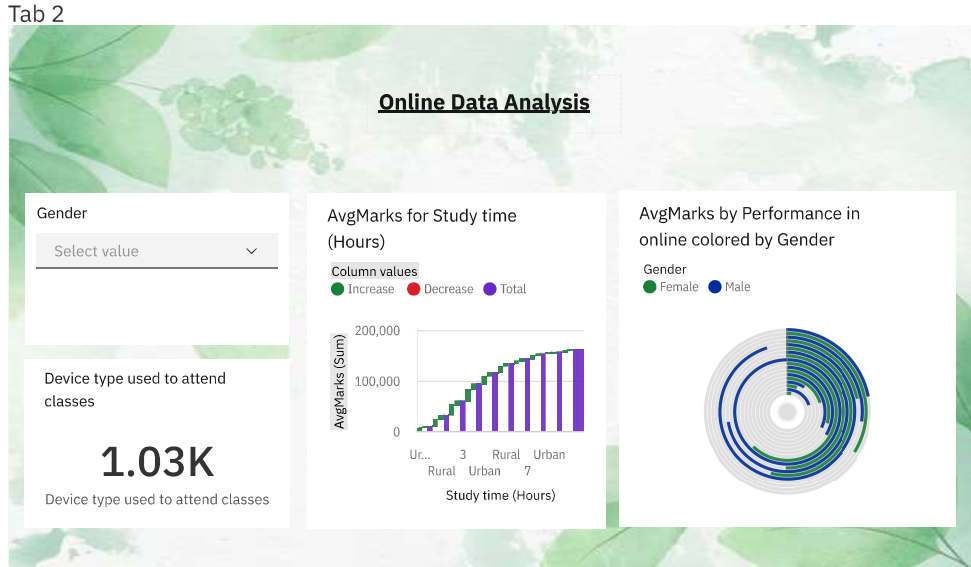 Tab 2
Online Data Analysis
Gender
Select value
Device type used to attend
classes
1.03K
Device type used to attend classes
AvgMarks for Study time
(Hours)
Column values
Increase Decrease Total
AvgMarks (Sum)
200,000
100,000
0
Ur... 3 Rural Urban
Rural Urban 7
Study time (Hours)
AvgMarks by Performance in
online colored by Gender
Gender
Female Male